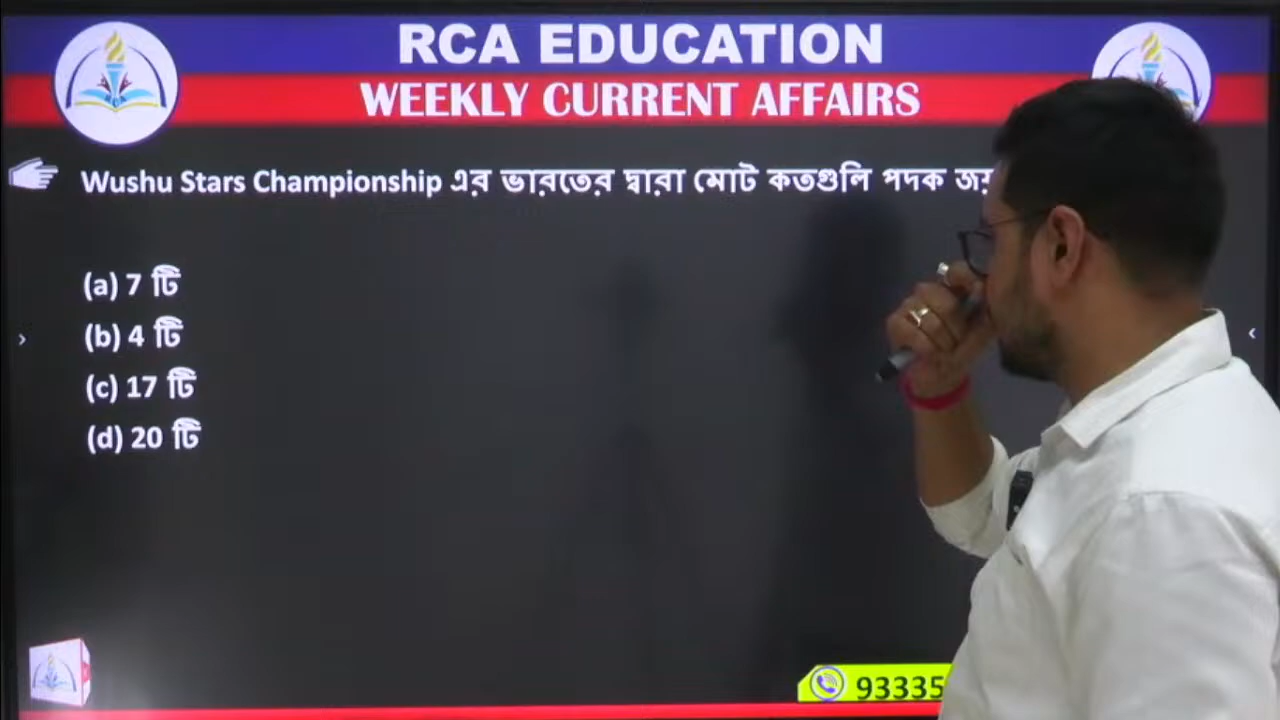 RCA EDUCATION
WEEKLY CURRENT AFFAIRS
Wushu Stars Championship এর ভারতের দ্বারা মোট কতগুলি পদক
(a) 7 টি
(b) 4 টি
(c) 17 টি
(d) 20 টি
93335